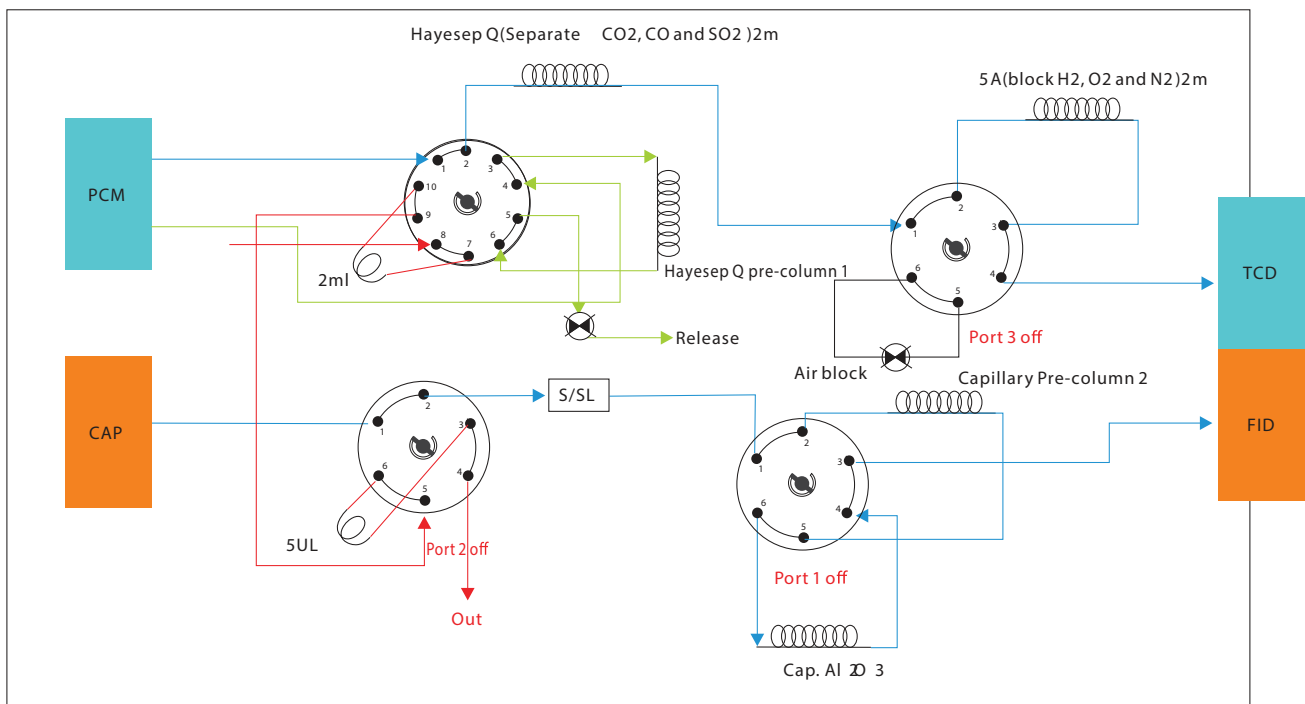 Hayesep Q(Separate CO2, CO and SO2 )2m
5A(block H2, O2 and N2)2m
PCM
1
2
3
4
5
6
7
8
9
10
2ml
Hayesep Q pre-column 1
Release
1
2
3
4
5
6
Port 3 off
Air block
TCD
CAP
1
2
3
4
5
6
S/SL
5UL
Port 2 off
Out
Capillary Pre-column 2
1
2
3
4
5
6
Port 1 off
FID
Cap. Al 2O 3